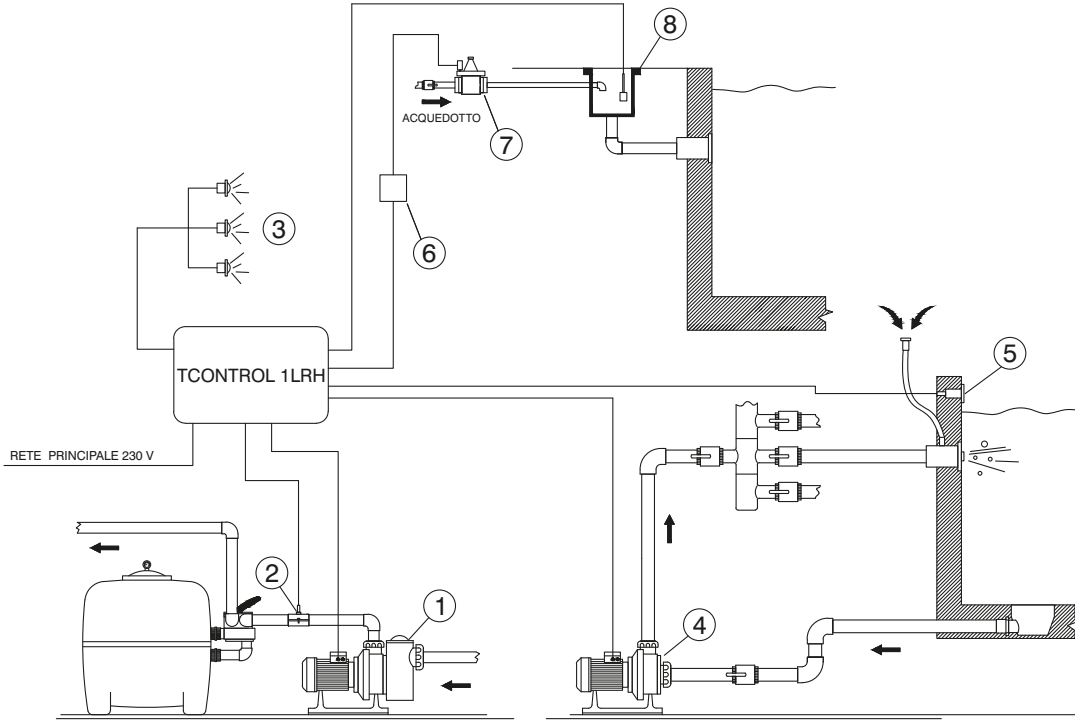 8
ACQUEDOTTO
7
3
6
TCONTROL 1LRH
5
RETE PRINCIPALE 230 V
2
1
4